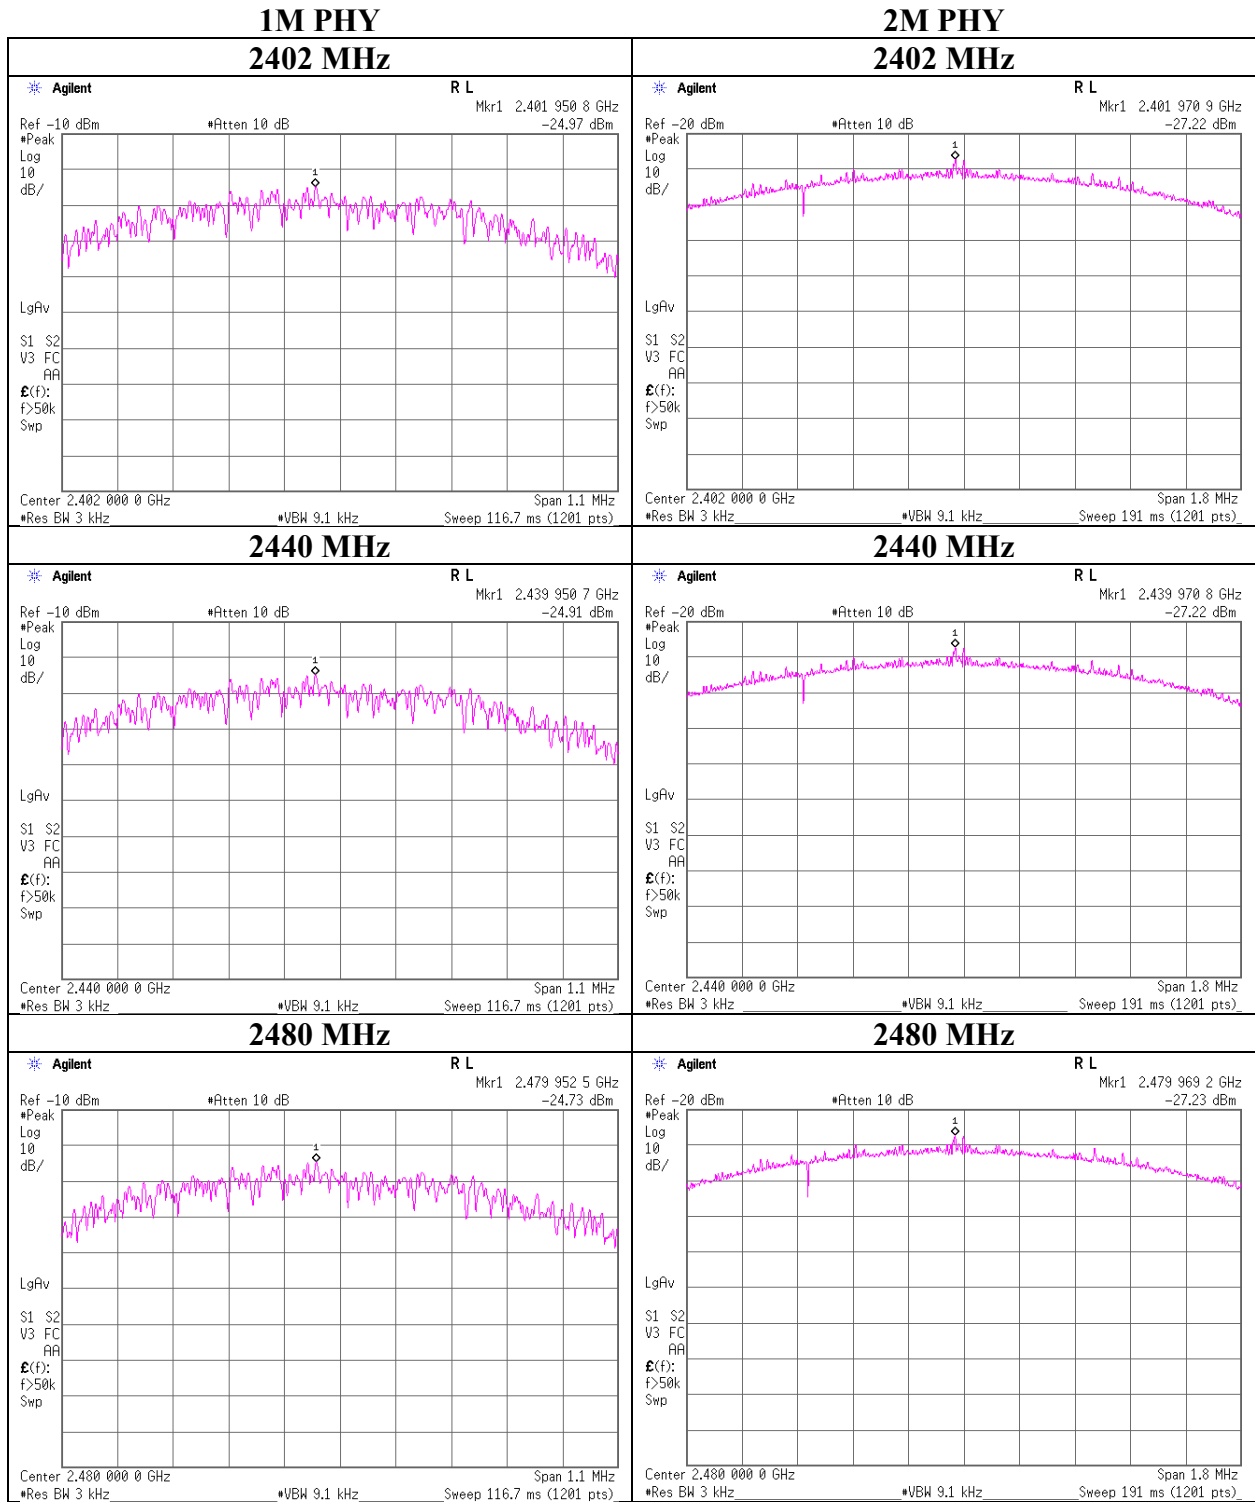 1M PHY
2M PHY
2402 MHz
2402 MHz
Agilent
R L
Mkr1 2.401 950 8 GHz
Ref -10 dBm
#Atten 10 dB
-24.97 dBm
#Peak
Log
10
dB/
1
LgAv
S1 S2
V3 FC
AA
£(f):
f>50k
Swp
Center 2.402 000 0 GHz
Span 1.1 MHz
#Res BW 3 kHz
#VBW 9.1 kHz
Sweep 116.7 ms (1201 pts)
Agilent
R L
Mkr1 2.401 970 9 GHz
Ref -20 dBm
#Atten 10 dB
-27.22 dBm
#Peak
Log
10
dB/
1
LgAv
S1 S2
V3 FC
AA
£(f):
f>50k
Swp
Center 2.402 000 0 GHz
Span 1.8 MHz
#Res BW 3 kHz
#VBW 9.1 kHz
Sweep 191 ms (1201 pts)
2440 MHz
2440 MHz
Agilent
R L
Mkr1 2.439 950 7 GHz
Ref -10 dBm
#Atten 10 dB
-24.91 dBm
#Peak
Log
10
dB/
1
LgAv
S1 S2
V3 FC
AA
£(f):
f>50k
Swp
Center 2.440 000 0 GHz
Span 1.1 MHz
#Res BW 3 kHz
#VBW 9.1 kHz
Sweep 116.7 ms (1201 pts)
Agilent
R L
Mkr1 2.439 970 8 GHz
Ref -20 dBm
#Atten 10 dB
-27.22 dBm
#Peak
Log
10
dB/
1
LgAv
S1 S2
V3 FC
AA
£(f):
f>50k
Swp
Center 2.440 000 0 GHz
Span 1.8 MHz
#Res BW 3 kHz
#VBW 9.1 kHz
Sweep 191 ms (1201 pts)
2480 MHz
2480 MHz
Agilent
R L
Mkr1 2.479 952 5 GHz
Ref -10 dBm
#Atten 10 dB
-24.73 dBm
#Peak
Log
10
dB/
1
LgAv
S1 S2
V3 FC
AA
£(f):
f>50k
Swp
Center 2.480 000 0 GHz
Span 1.1 MHz
#Res BW 3 kHz
#VBW 9.1 kHz
Sweep 116.7 ms (1201 pts)
Agilent
R L
Mkr1 2.479 969 2 GHz
Ref -20 dBm
#Atten 10 dB
-27.23 dBm
#Peak
Log
10
dB/
1
LgAv
S1 S2
V3 FC
AA
£(f):
f>50k
Swp
Center 2.480 000 0 GHz
Span 1.8 MHz
#Res BW 3 kHz
#VBW 9.1 kHz
Sweep 191 ms (1201 pts)